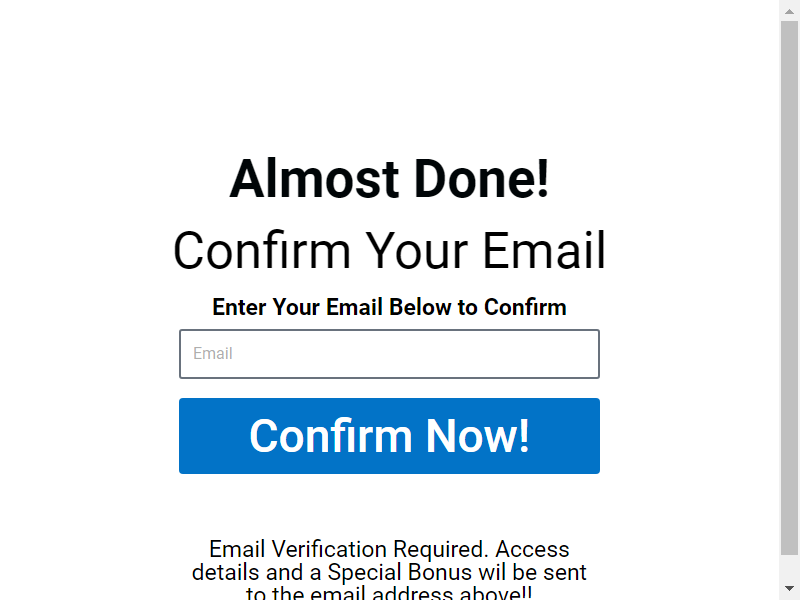 Almost Done!
Confirm Your Email
Enter Your Email Below to Confirm
Email
Confirm Now!
Email Verification Required. Access
details and a Special Bonus wil be sent
to the email address above!!